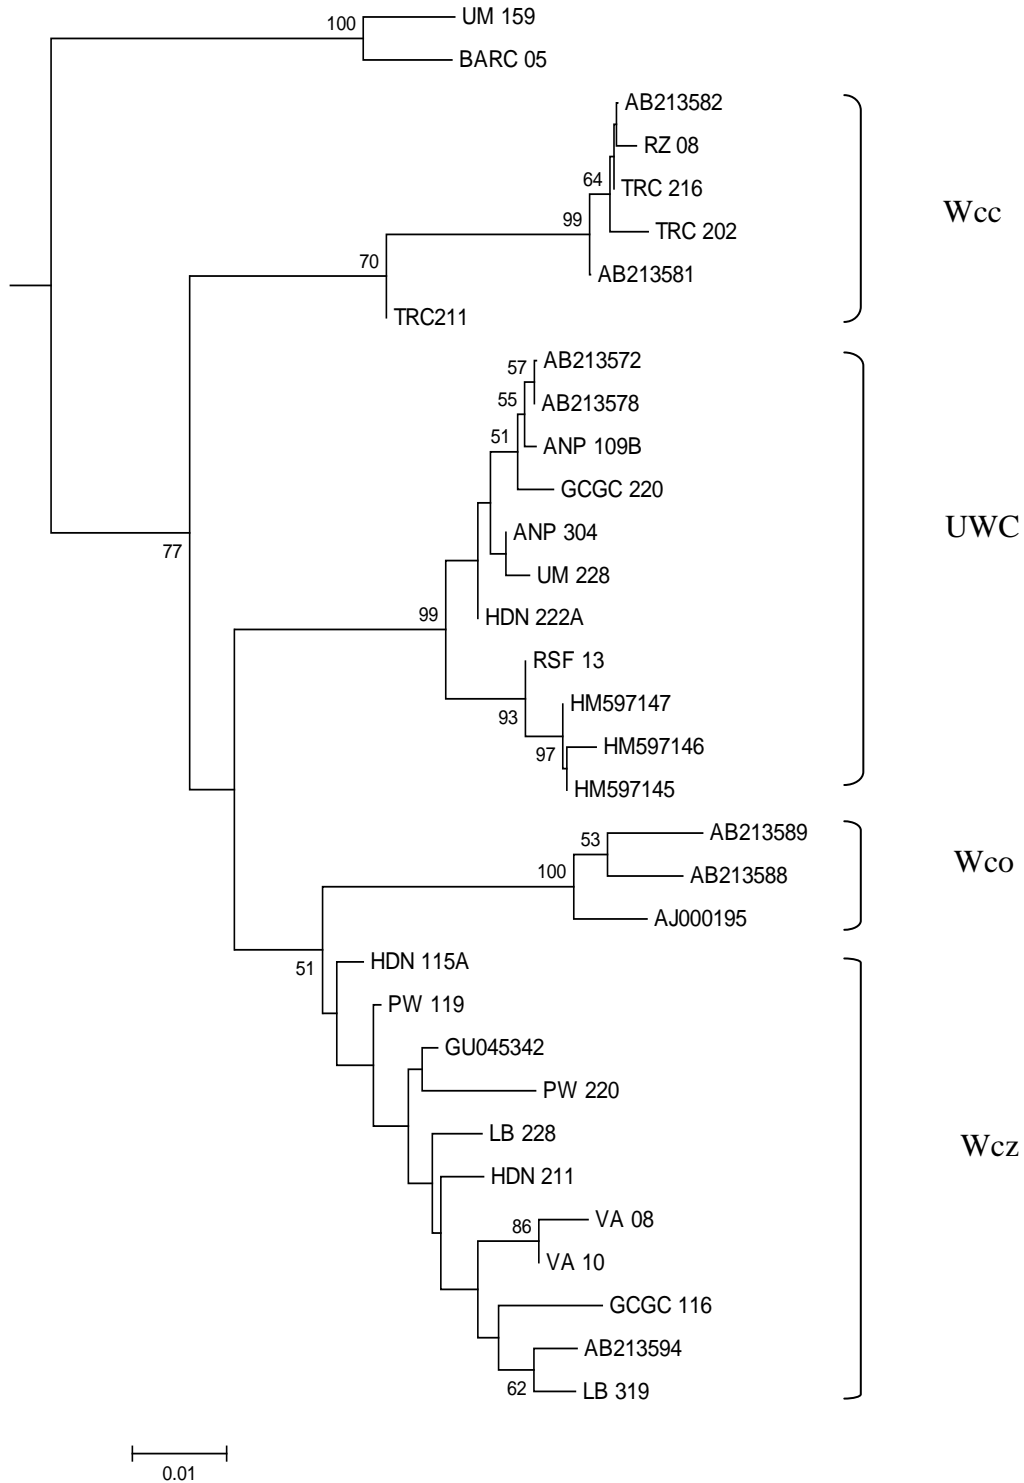 100
UM 159
BARC 05
AB213582
RZ 08
64
TRC 216
99
TRC 202
Wcc
70
AB213581
TRC211
57
AB213572
55
AB213578
51
ANP 109B
GCGC 220
ANP 304
UWC
77
UM 228
99
HDN 222A
RSF 13
93
HM597147
97
HM597146
HM597145
53
AB213589
100
AB213588
Wco
AJ000195
51
HDN 115A
PW 119
GU045342
PW 220
LB 228
Wcz
HDN 211
86
VA 08
VA 10
GCGC 116
AB213594
62
LB 319
0.01